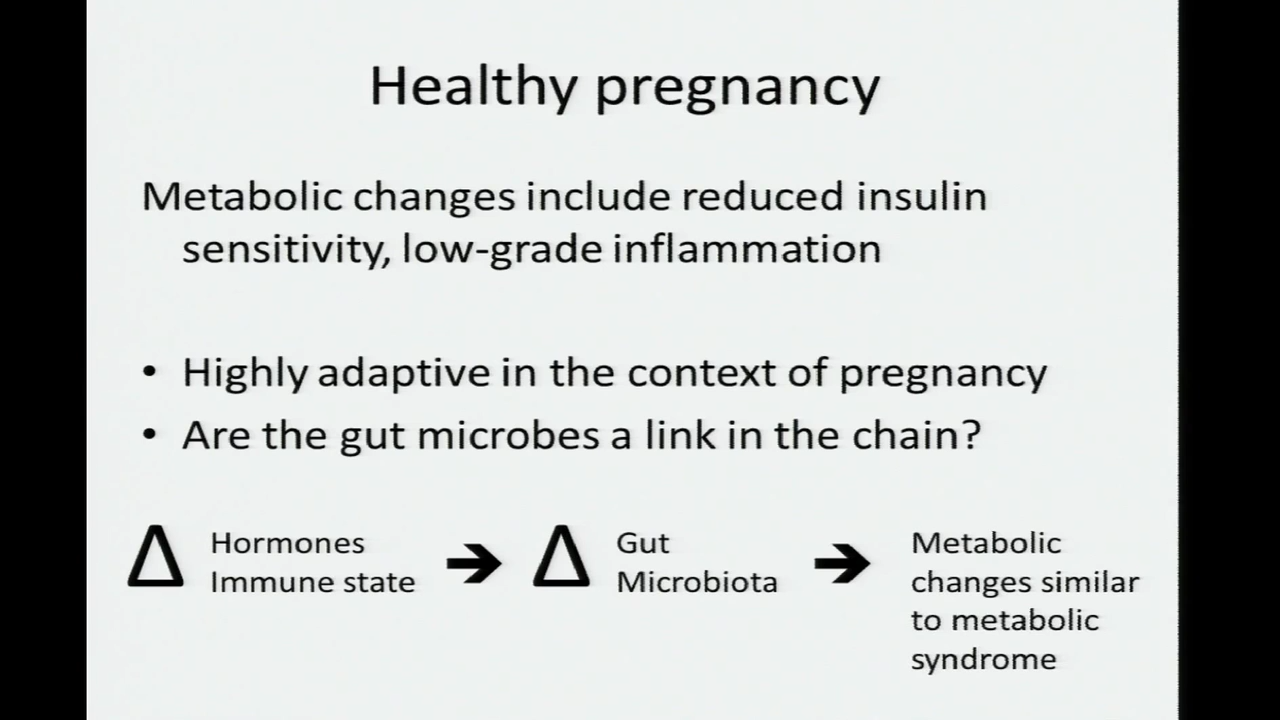 Healthy pregnancy
Metabolic changes include reduced insulin
sensitivity, low-grade inflammation
• Highly adaptive in the context of pregnancy
• Are the gut microbes a link in the chain?
Δ Hormones
Immune state
➔ Δ Gut
Microbiota
➔ Metabolic
changes similar
to metabolic
syndrome